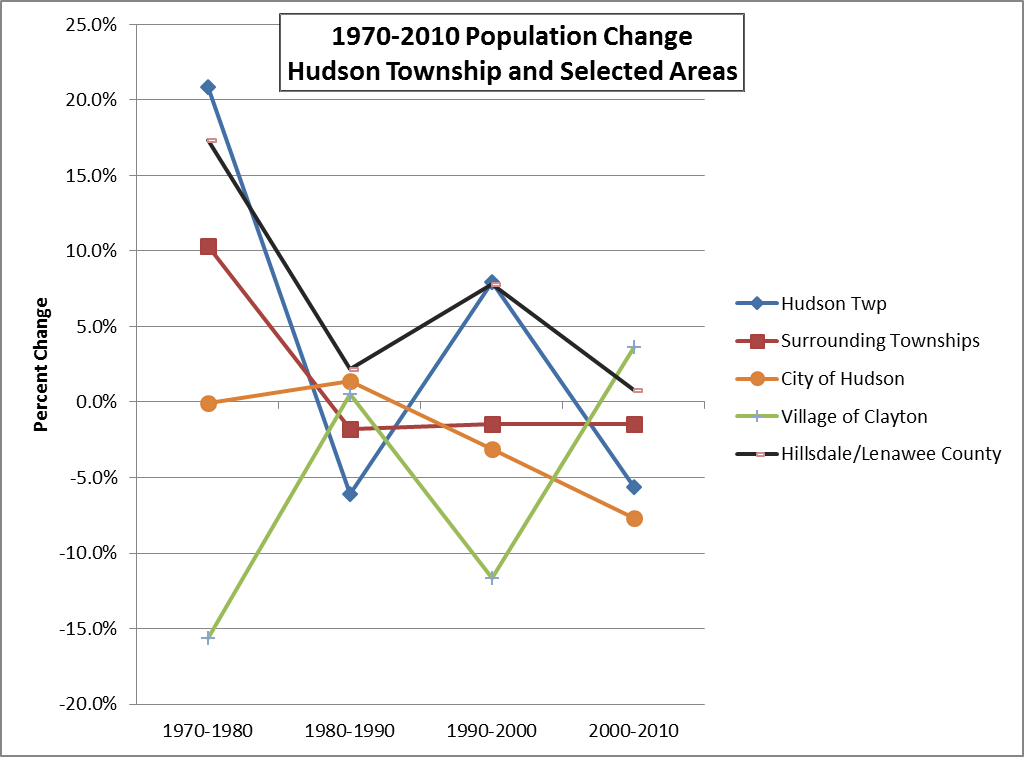 1970-2010 Population Change
Hudson Township and Selected Areas
25.0%
20.0%
15.0%
10.0%
5.0%
0.0%
-5.0%
-10.0%
-15.0%
-20.0%
Percent Change
1970-1980
1980-1990
1990-2000
2000-2010
Hudson Twp
Surrounding Townships
City of Hudson
Village of Clayton
Hillsdale/Lenawee County